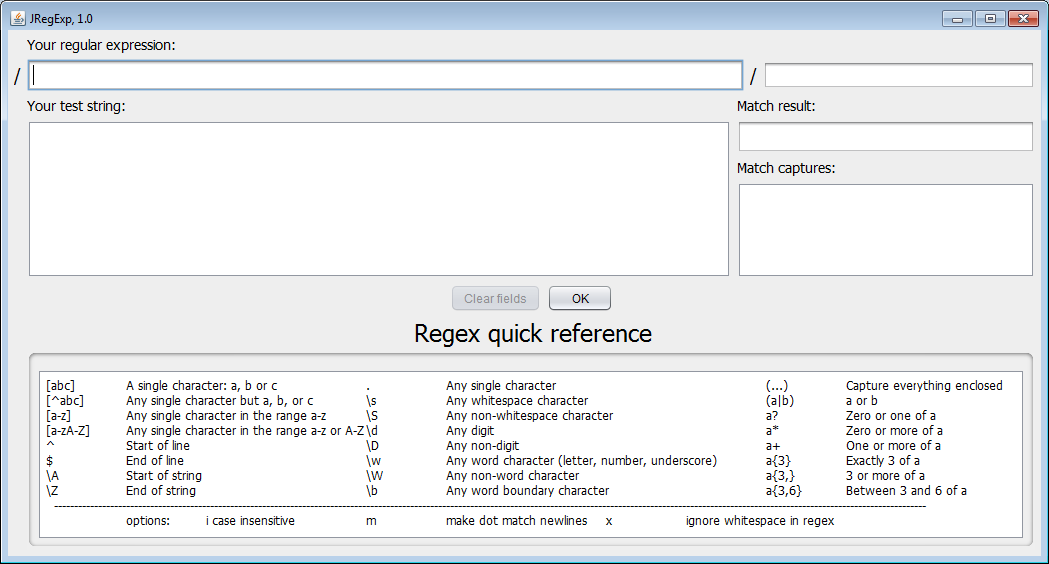 JRegExp, 1.0
Your regular expression:
/ /
Your test string: Match result:
Match captures:
Clear fields OK
Regex quick reference
[abc] A single character: a, b or c . Any single character (...) Capture everything enclosed
[^abc] Any single character but a, b, or c \s Any whitespace character (a|b) a or b
[a-z] Any single character in the range a-z \S Any non-whitespace character a? Zero or one of a
[a-zA-Z] Any single character in the range a-z or A-Z \d Any digit a* Zero or more of a
^ Start of line \D Any non-digit a+ One or more of a
$ End of line \w Any word character (letter, number, underscore) a{3} Exactly 3 of a
\A Start of string \W Any non-word character a{3,} 3 or more of a
\Z End of string \b Any word boundary character a{3,6} Between 3 and 6 of a
options: i case insensitive m make dot match newlines x ignore whitespace in regex